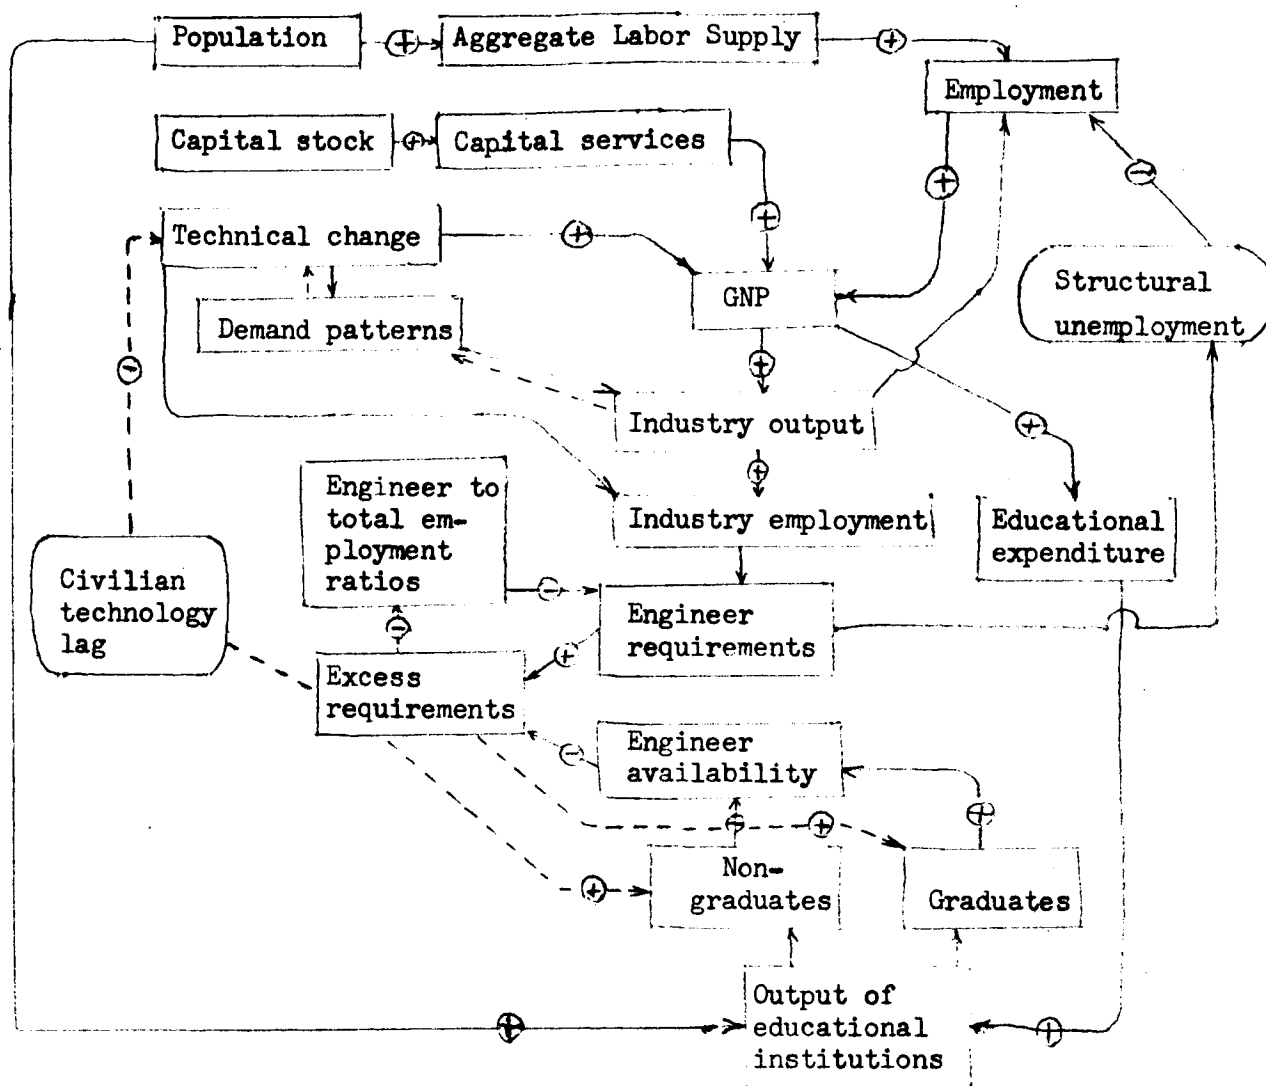 Population
Aggregate Labor Supply
+
+
Employment
Capital stock
+
Capital services
+
+
-
Technical change
+
GNP
Structural
unemployment
Demand patterns
-
+
Industry output
+
+
Engineer to
total em-
ployment
ratios
Industry employment
Educational
expenditure
Civilian
technology
lag
-
Engineer
requirements
-
+
Excess
requirements
Engineer
availability
-
+
+
Non-
graduates
+
Graduates
Output of
educational
institutions
+
+